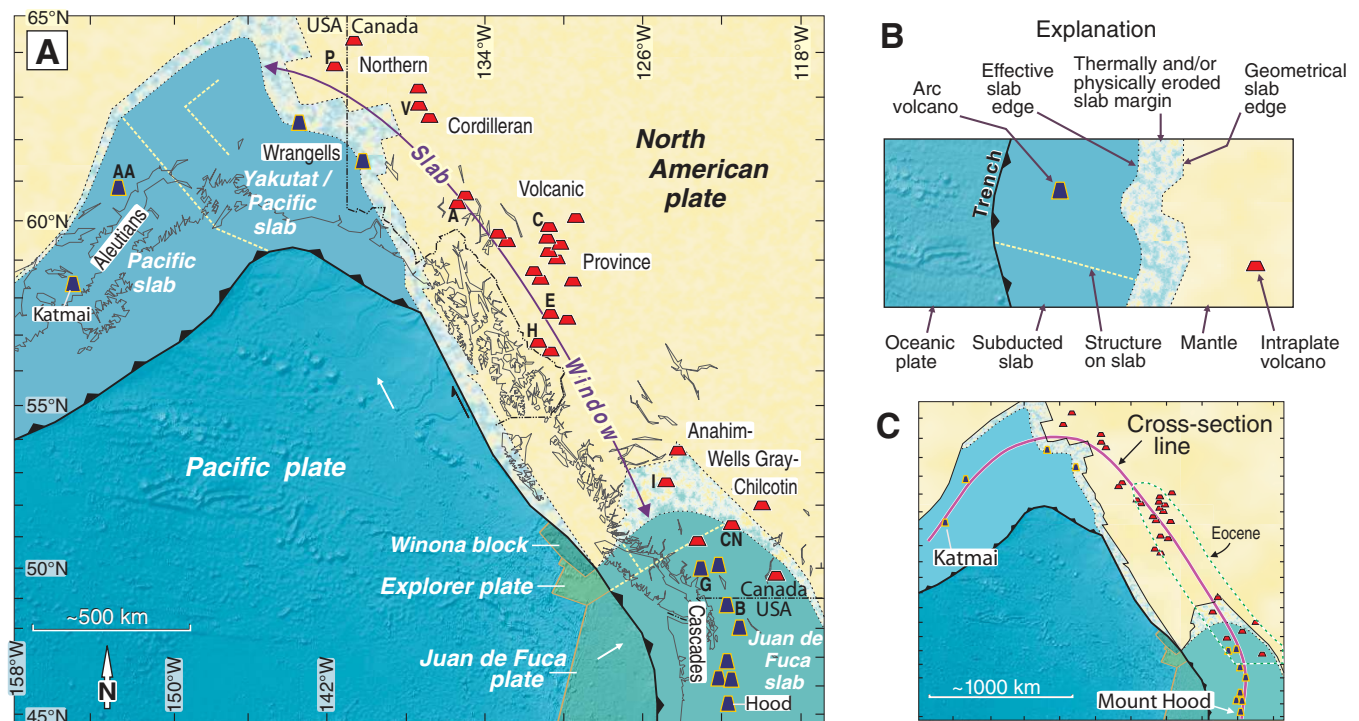 A
65°N
60°N
55°N
50°N
45°N
158°W
150°W
142°W
134°W
126°W
118°W
USA
Canada
P
Northern
V
Cordilleran
Wrangells
Yakutat /
Pacific
slab
AA
Aleutians
Pacific
slab
Katmai
Slab
Window
A
Volcanic
C
Province
E
H
North
American
plate
Pacific plate
Anahim-
Wells Gray-
Chilcotin
I
CN
Winona block
Explorer plate
Juan de Fuca
plate
G
Canada
USA
B
Cascades
Juan de
Fuca
slab
Hood
~500 km
N
B
Explanation
Arc
volcano
Effective
slab
edge
Thermally and/or
physically eroded
slab margin
Geometrical
slab
edge
Trench
Oceanic
plate
Subducted
slab
Structure
on slab
Mantle
Intraplate
volcano
C
Cross-section
line
Eocene
Katmai
~1000 km
Mount Hood